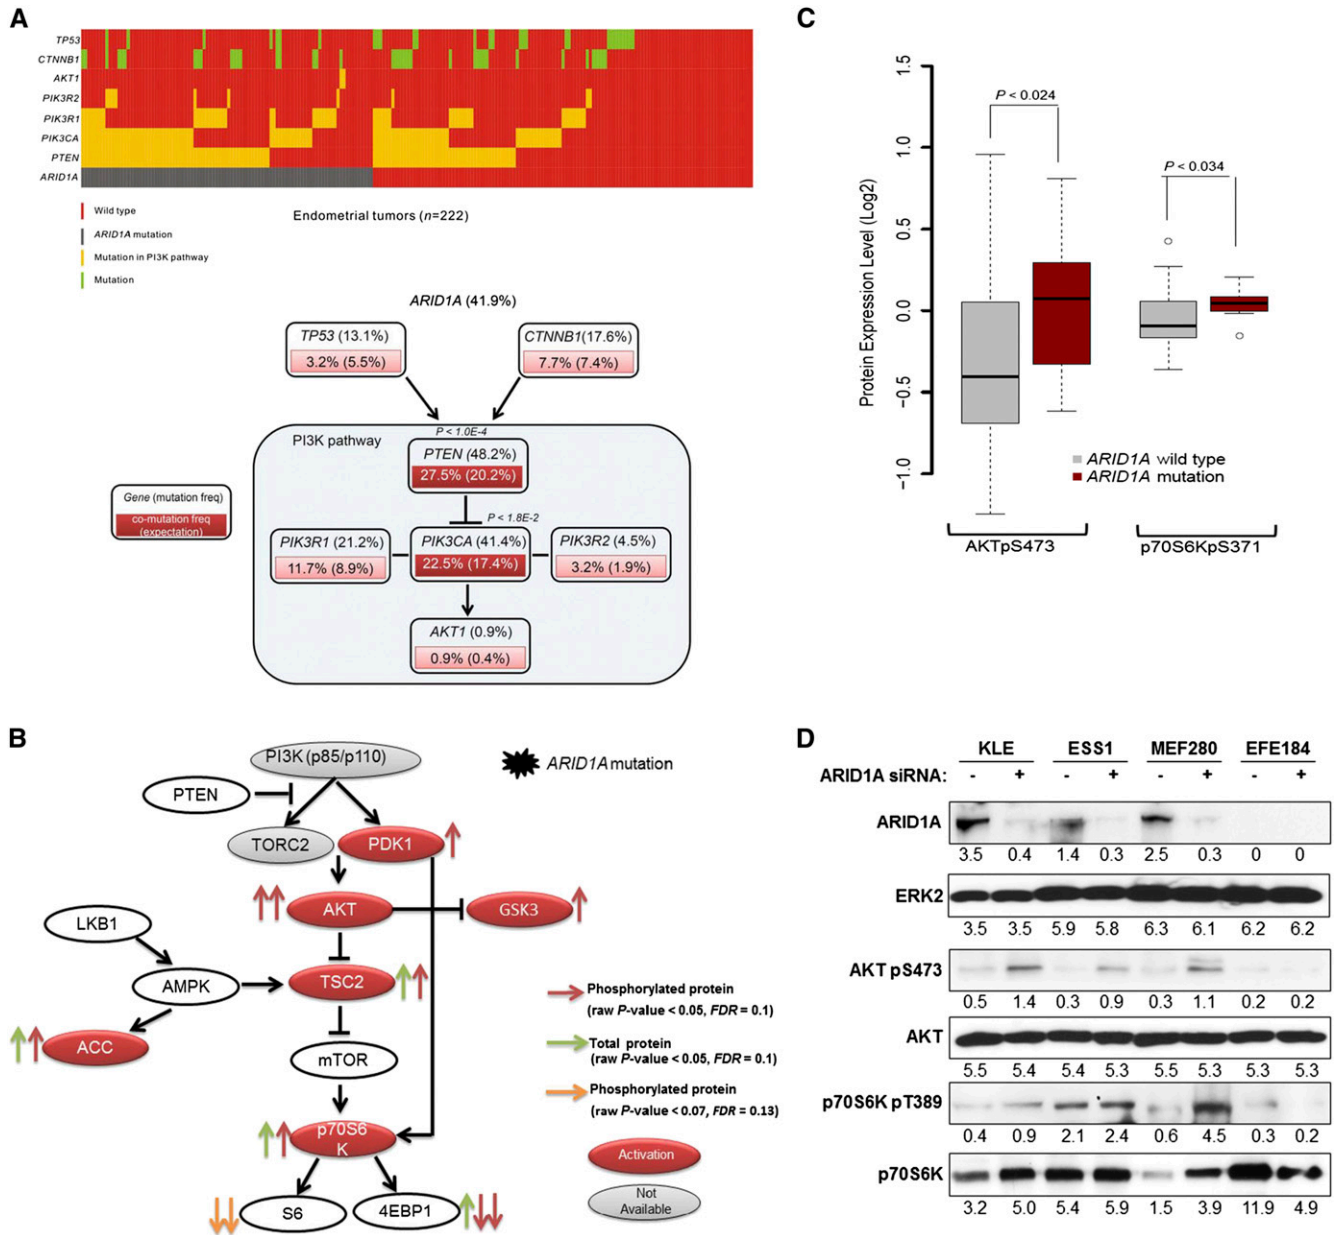 A
TP53
CTNNB1
AKT1
PIK3R2
PIK3R1
PIK3CA
PTEN
ARID1A
Wild type
ARID1A mutation
Mutation in PI3K pathway
Mutation
Endometrial tumors (n=222)
ARID1A (41.9%)
TP53 (13.1%)
3.2% (5.5%)
CTNNB1(17.6%)
7.7% (7.4%)
PI3K pathway
P < 1.0E-4
PTEN (48.2%)
27.5% (20.2%)
Gene (mutation freq)
co-mutation freq
(expectation)
P < 1.8E-2
PIK3R1 (21.2%)
11.7% (8.9%)
PIK3CA (41.4%)
22.5% (17.4%)
PIK3R2 (4.5%)
3.2% (1.9%)
AKT1 (0.9%)
0.9% (0.4%)
C
Protein Expression Level (Log2)
1.5
1.0
0.5
0.0
−0.5
−1.0
P < 0.024
P < 0.034
ARID1A wild type
ARID1A mutation
AKTpS473
p70S6KpS371
B
PI3K (p85/p110)
ARID1A mutation
PTEN
TORC2
PDK1
AKT
GSK3
LKB1
AMPK
TSC2
ACC
mTOR
p70S6
K
S6
4EBP1
Phosphorylated protein
(raw P-value < 0.05, FDR = 0.1)
Total protein
(raw P-value < 0.05, FDR = 0.1)
Phosphorylated protein
(raw P-value < 0.07, FDR = 0.13)
Activation
Not
Available
D
KLE ESS1 MEF280 EFE184
ARID1A siRNA: - + - + - + - +
ARID1A
3.5 0.4 1.4 0.3 2.5 0.3 0 0
ERK2
3.5 3.5 5.9 5.8 6.3 6.1 6.2 6.2
AKT pS473
0.5 1.4 0.3 0.9 0.3 1.1 0.2 0.2
AKT
5.5 5.4 5.4 5.3 5.5 5.3 5.3 5.3
p70S6K pT389
0.4 0.9 2.1 2.4 0.6 4.5 0.3 0.2
p70S6K
3.2 5.0 5.4 5.9 1.5 3.9 11.9 4.9